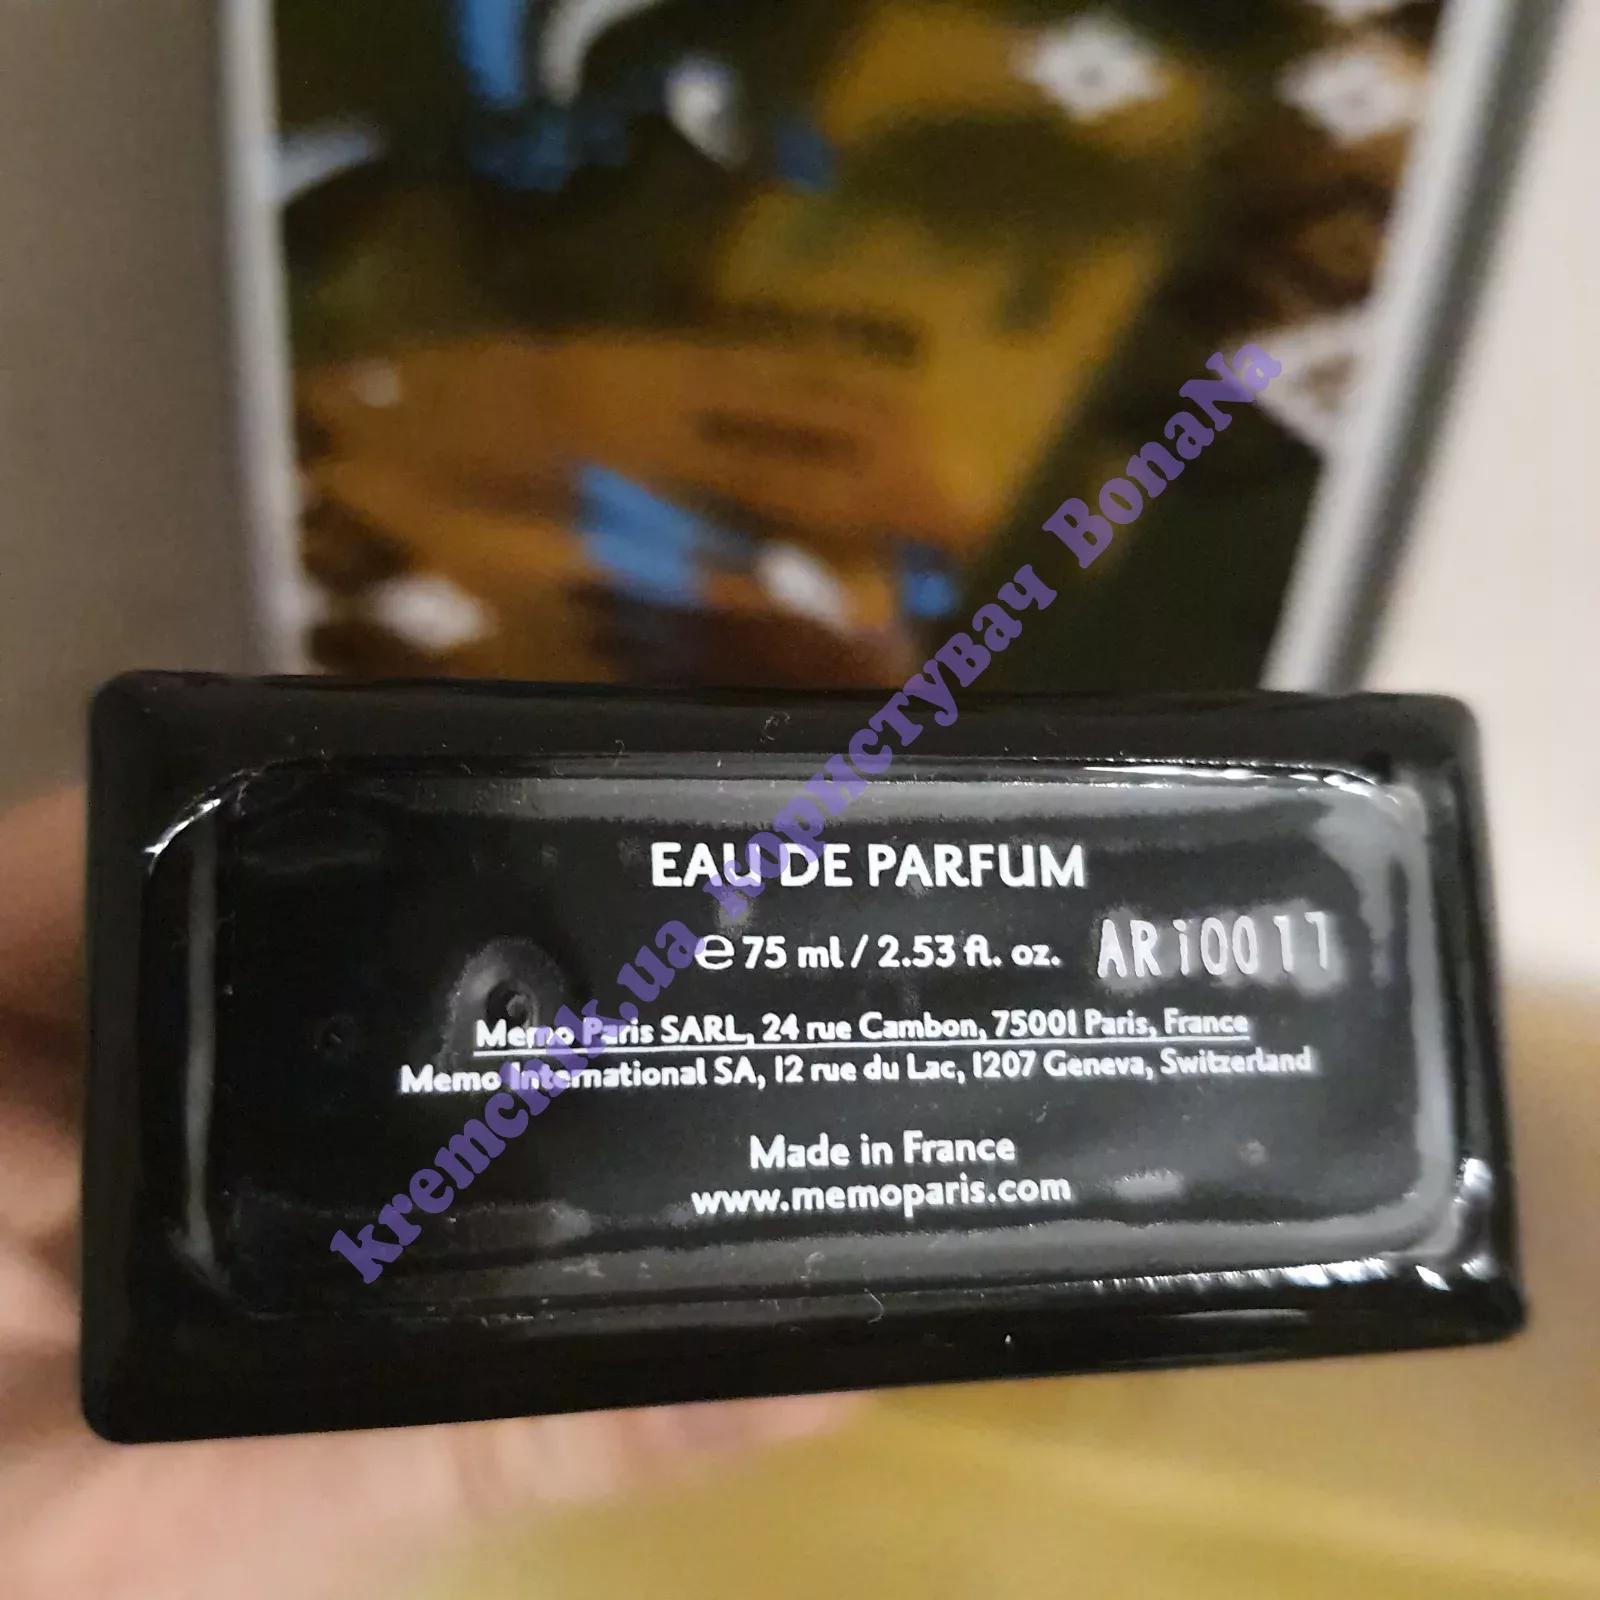 EAU DE PARFUM
℮ 75 ml / 2.53 fl. oz. ARi0011
Memo Paris SARL, 24 rue Cambon, 75001 Paris, France
Memo International SA, 12 rue du Lac, 1207 Geneva, Switzerland
Made in France
www.memoparis.com
kremchik.ua користувач BonaNa